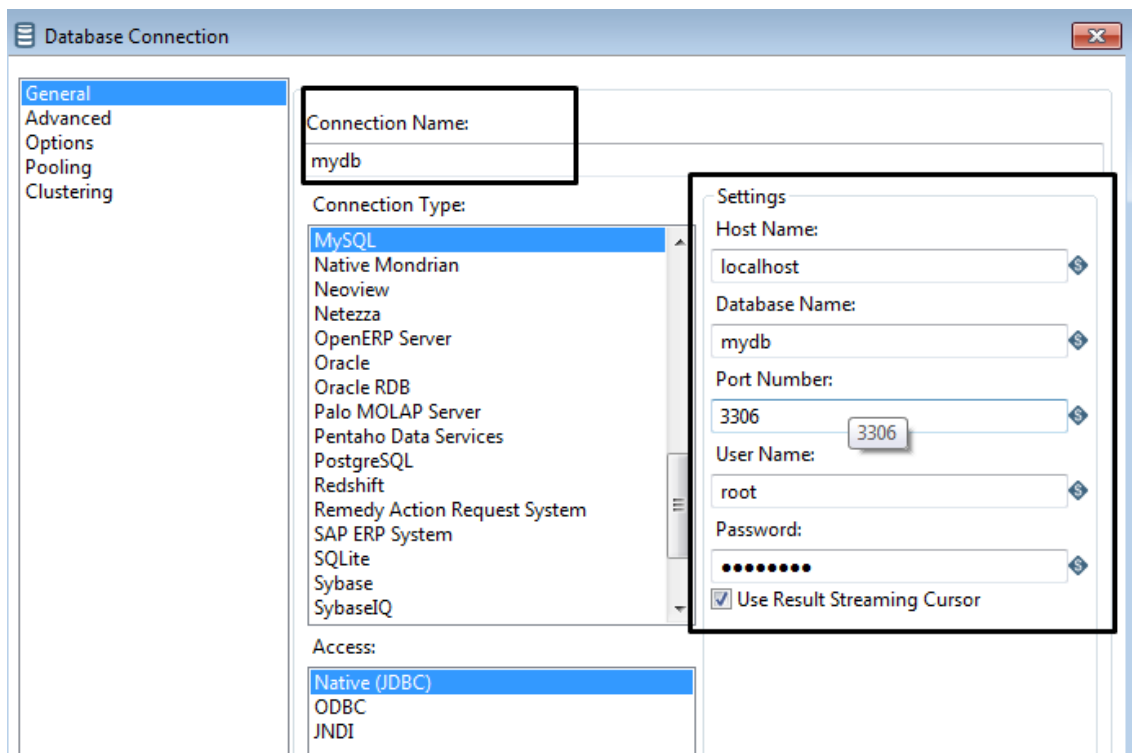 Database Connection
General
Advanced
Options
Pooling
Clustering
Connection Name:
mydb
Connection Type:
MySQL
Native Mondrian
Neoview
Netezza
OpenERP Server
Oracle
Oracle RDB
Palo MOLAP Server
Pentaho Data Services
PostgreSQL
Redshift
Remedy Action Request System
SAP ERP System
SQLite
Sybase
SybaseIQ
Access:
Native (JDBC)
ODBC
JNDI
Settings
Host Name:
localhost
Database Name:
mydb
Port Number:
3306
3306
User Name:
root
Password:
●●●●●●●●
Use Result Streaming Cursor